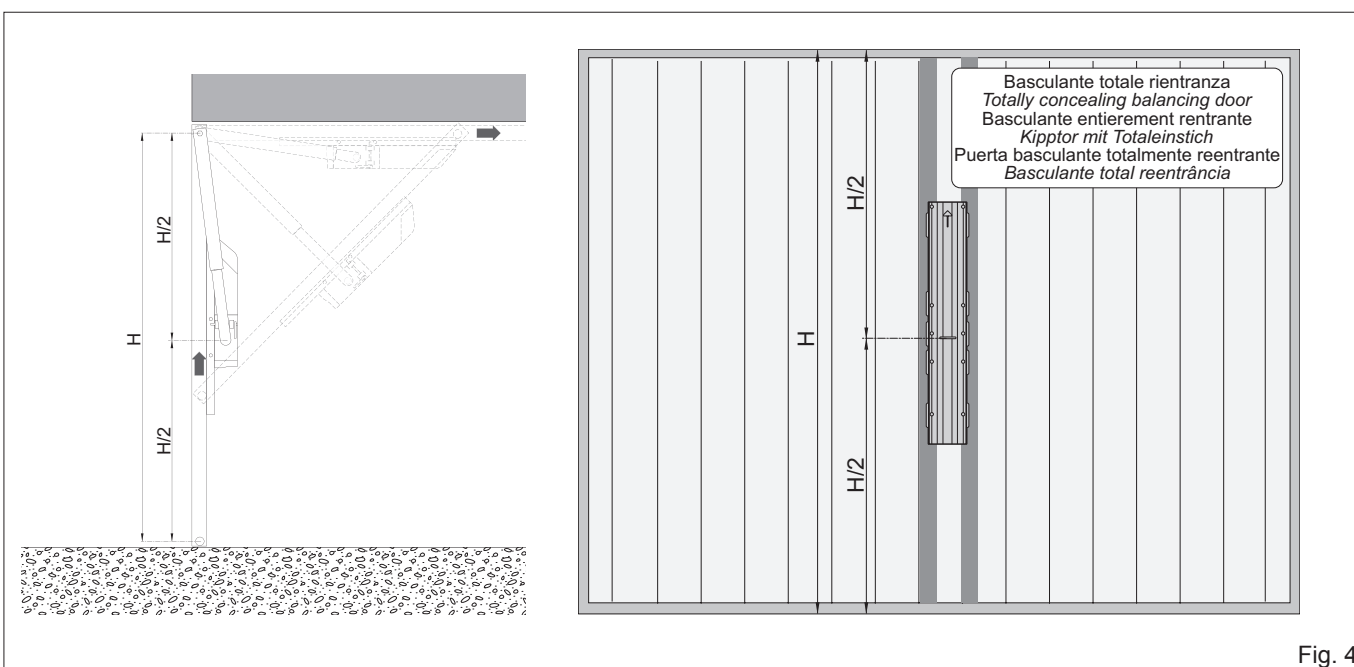 H
H/2
H/2
H
H/2
H/2
Basculante totale rientranza
Totally concealing balancing door
Basculante entierement rentrante
Kipptor mit Totaleinstich
Puerta basculante totalmente reentrante
Basculante total reentrância
Fig. 4